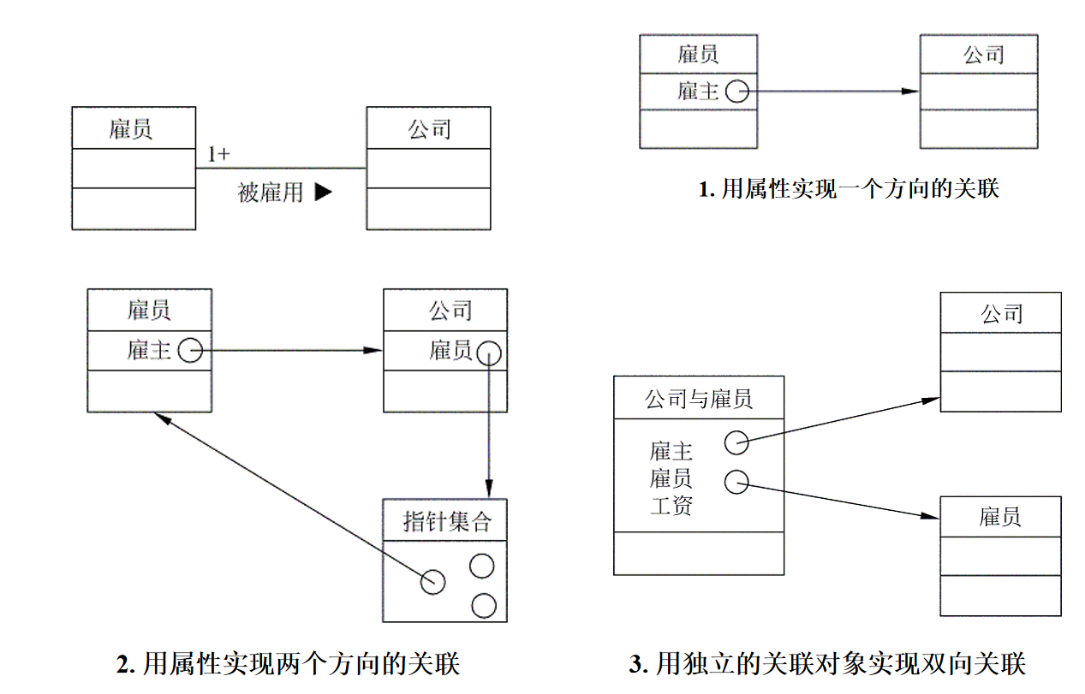 雇员
公司
1+
被雇用 ▶
雇员
公司
雇主
1. 用属性实现一个方向的关联
雇员
公司
雇主
雇员
指针集合
2. 用属性实现两个方向的关联
公司
公司与雇员
雇主
雇员
工资
雇员
3. 用独立的关联对象实现双向关联